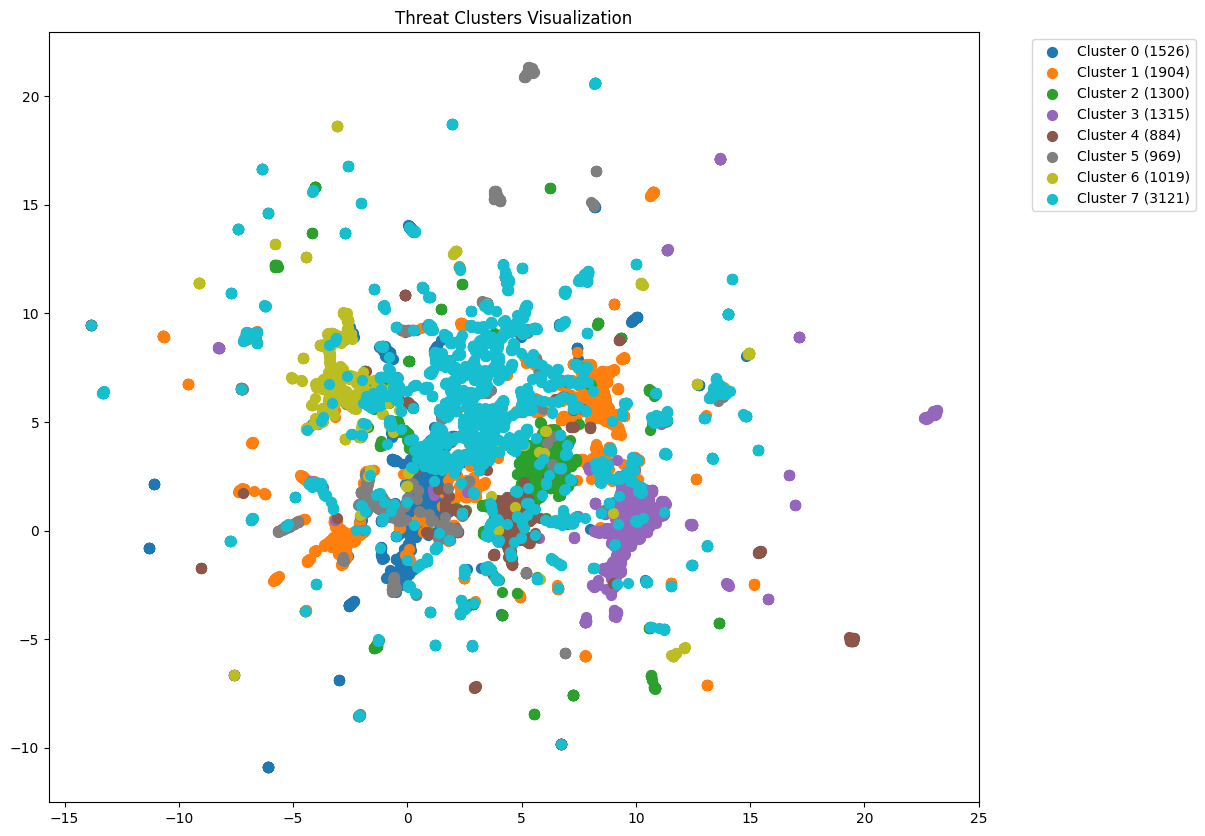 Threat Clusters Visualization
Cluster 0 (1526)
Cluster 1 (1904)
Cluster 2 (1300)
Cluster 3 (1315)
Cluster 4 (884)
Cluster 5 (969)
Cluster 6 (1019)
Cluster 7 (3121)
20
15
10
5
0
−5
−10
−15
−10
−5
0
5
10
15
20
25